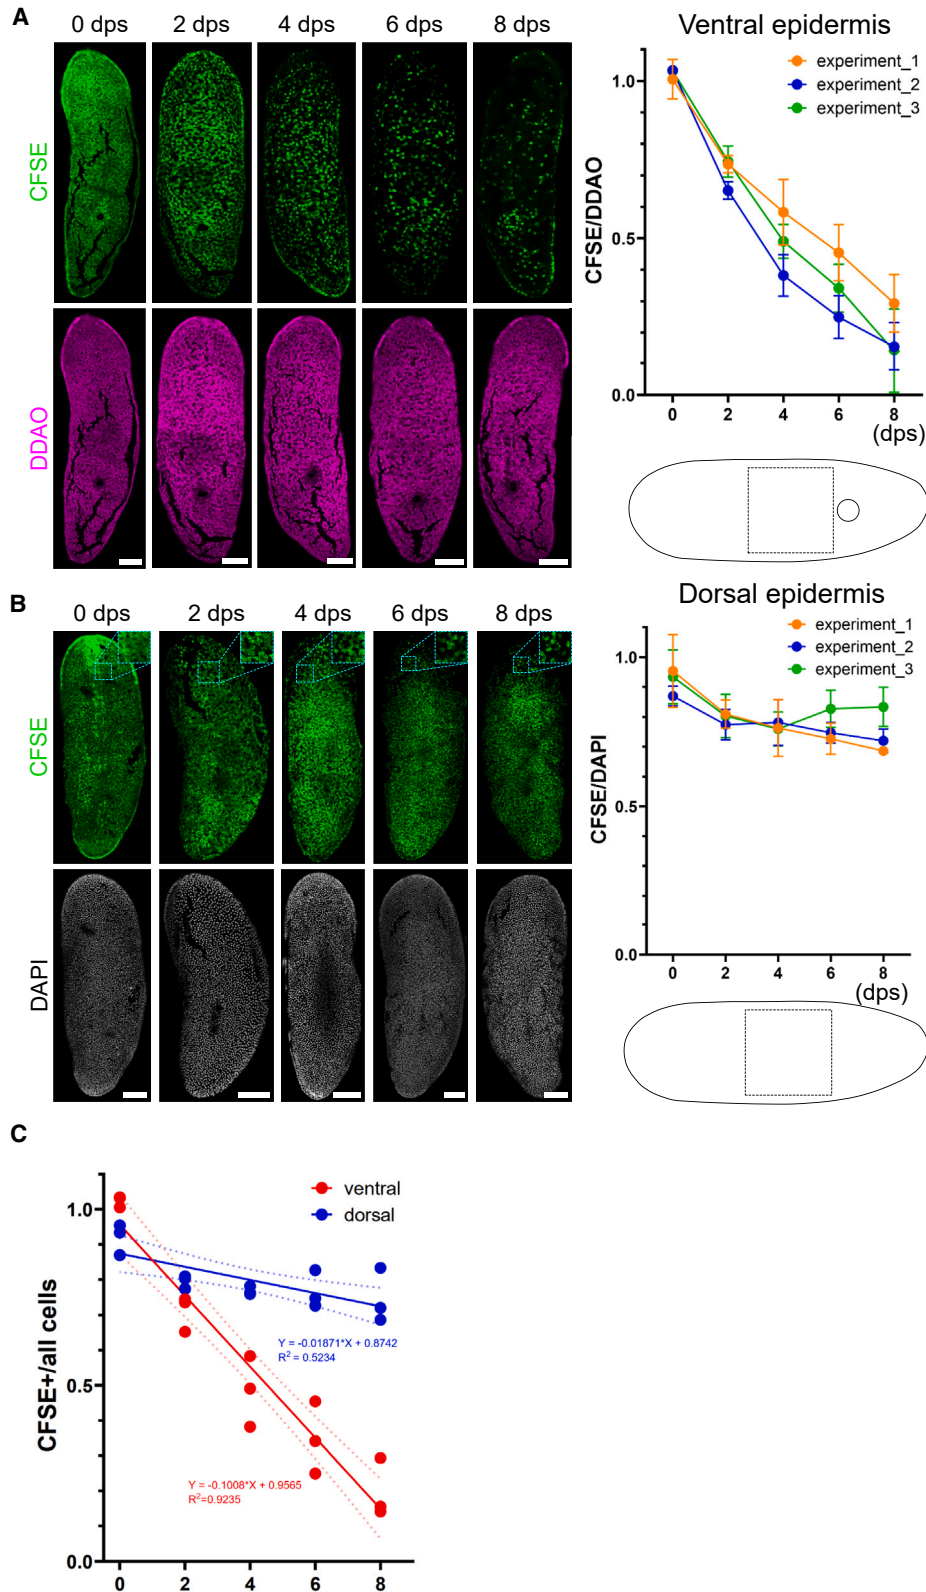 A
0 dps 2 dps 4 dps 6 dps 8 dps
CFSE
DDAO
Ventral epidermis
experiment_1
experiment_2
experiment_3
CFSE/DDAO
1.0
0.5
0.0
0 2 4 6 8
(dps)
B
0 dps 2 dps 4 dps 6 dps 8 dps
CFSE
DAPI
Dorsal epidermis
experiment_1
experiment_2
experiment_3
CFSE/DAPI
1.0
0.5
0.0
0 2 4 6 8
(dps)
C
ventral
dorsal
CFSE+/all cells
1.0
0.5
0.0
Y = -0.01871*X + 0.8742
R2 = 0.5234
Y = -0.1008*X + 0.9565
R2=0.9235
0 2 4 6 8